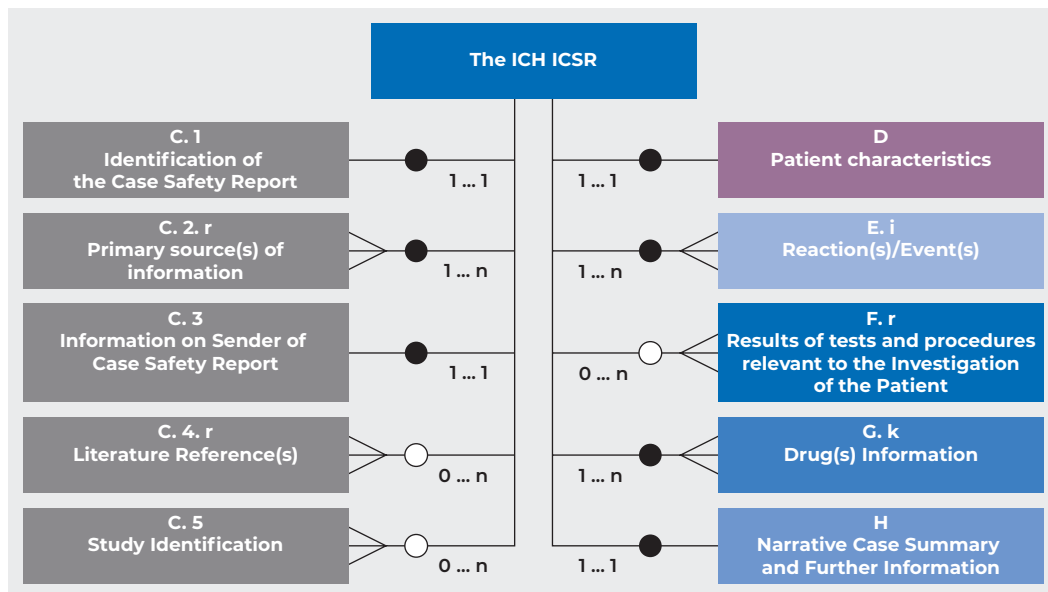 The ICH ICSR
C. 1
Identification of
the Case Safety Report
1 ... 1
C. 2. r
Primary source(s) of
information
1 ... n
C. 3
Information on Sender of
Case Safety Report
1 ... 1
C. 4. r
Literature Reference(s)
0 ... n
C. 5
Study Identification
0 ... n
D
Patient characteristics
1 ... 1
E. i
Reaction(s)/Event(s)
1 ... n
F. r
Results of tests and procedures
relevant to the Investigation
of the Patient
0 ... n
G. k
Drug(s) Information
1 ... n
H
Narrative Case Summary
and Further Information
1 ... 1